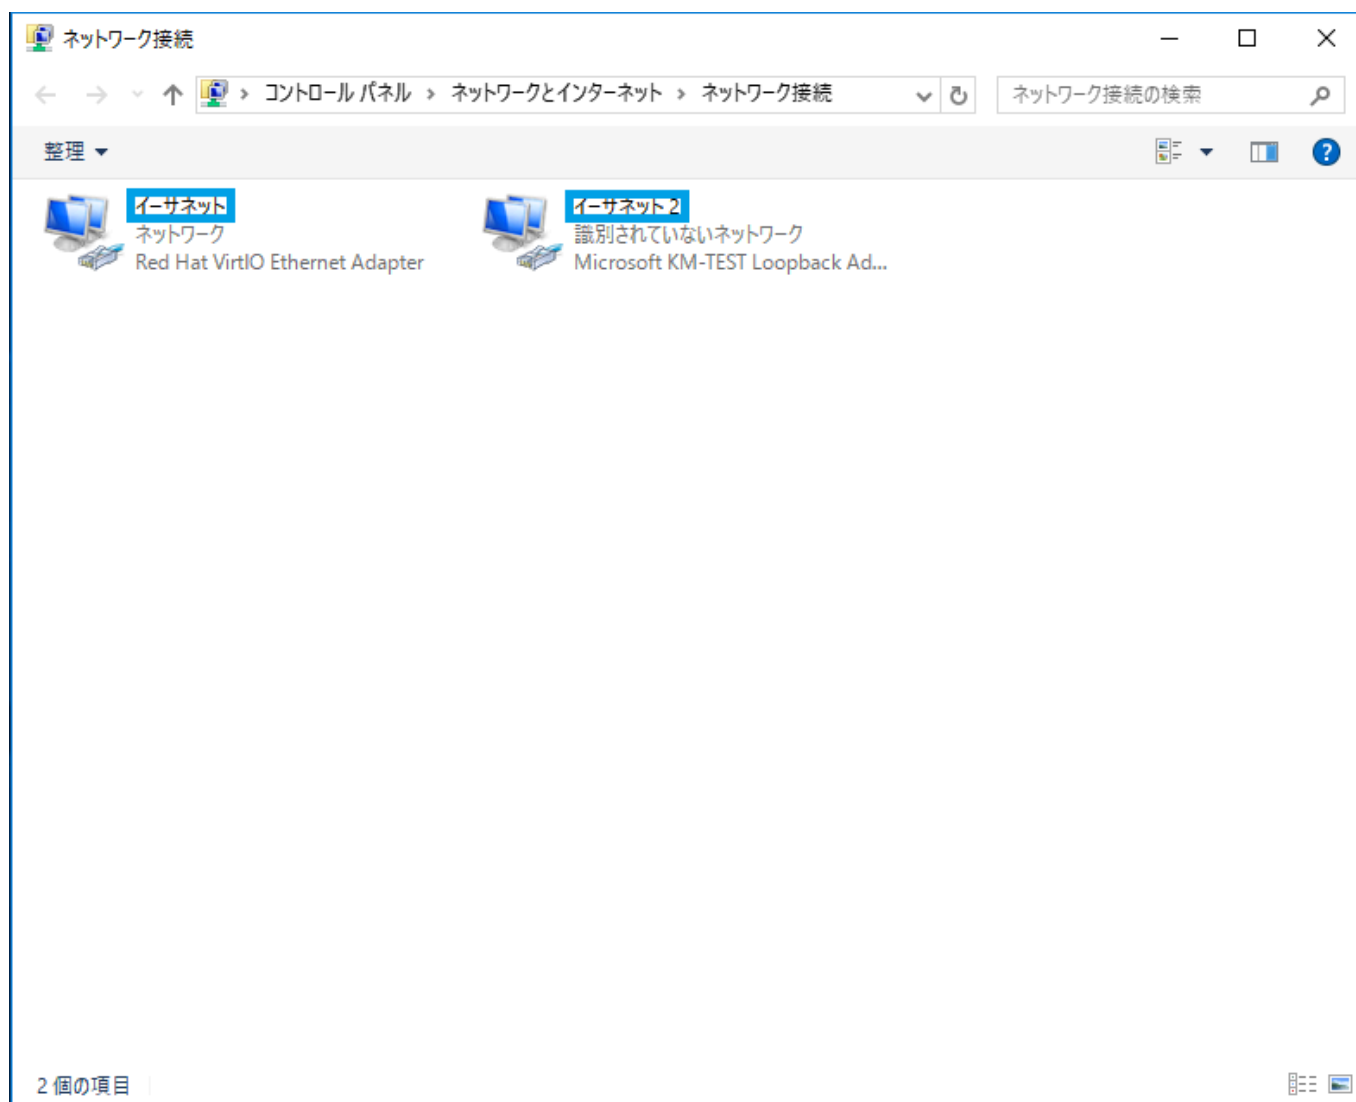 ネットワーク接続
コントロール パネル › ネットワークとインターネット › ネットワーク接続
ネットワーク接続の検索
整理
イーサネット
ネットワーク
Red Hat VirtIO Ethernet Adapter
イーサネット 2
識別されていないネットワーク
Microsoft KM-TEST Loopback Ad...
2 個の項目